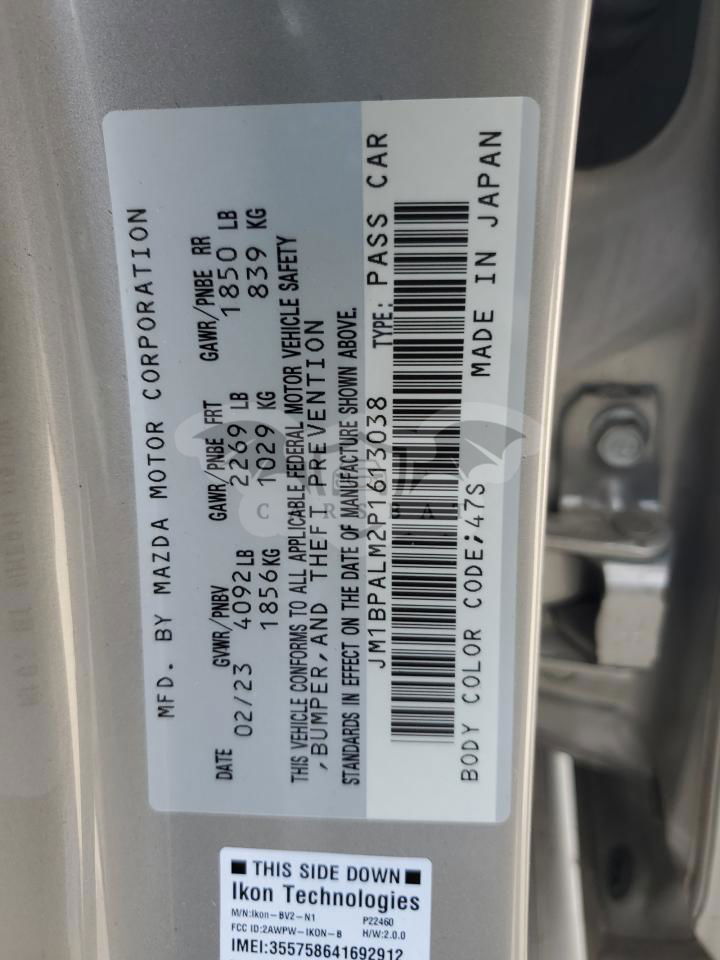 MFD. BY MAZDA MOTOR CORPORATION
DATE GVWR/PNBV GAWR/PNBE FRT GAWR/PNBE RR
02/23 4092LB 2269 LB 1850 LB
1856KG 1029 KG 839 KG
THIS VEHICLE CONFORMS TO ALL APPLICABLE FEDERAL MOTOR VEHICLE SAFETY
,BUMPER,AND THEFT PREVENTION
STANDARDS IN EFFECT ON THE DATE OF MANUFACTURE SHOWN ABOVE.
JM1BPALM2P1613038 TYPE: PASS CAR
BODY COLOR CODE;47S MADE IN JAPAN
THIS SIDE DOWN
Ikon Technologies
M/N:Ikon-BV2-N1 P22460
FCC ID:2AWPW-IKON-B H/W:2.0.0
IMEI:355758641692912